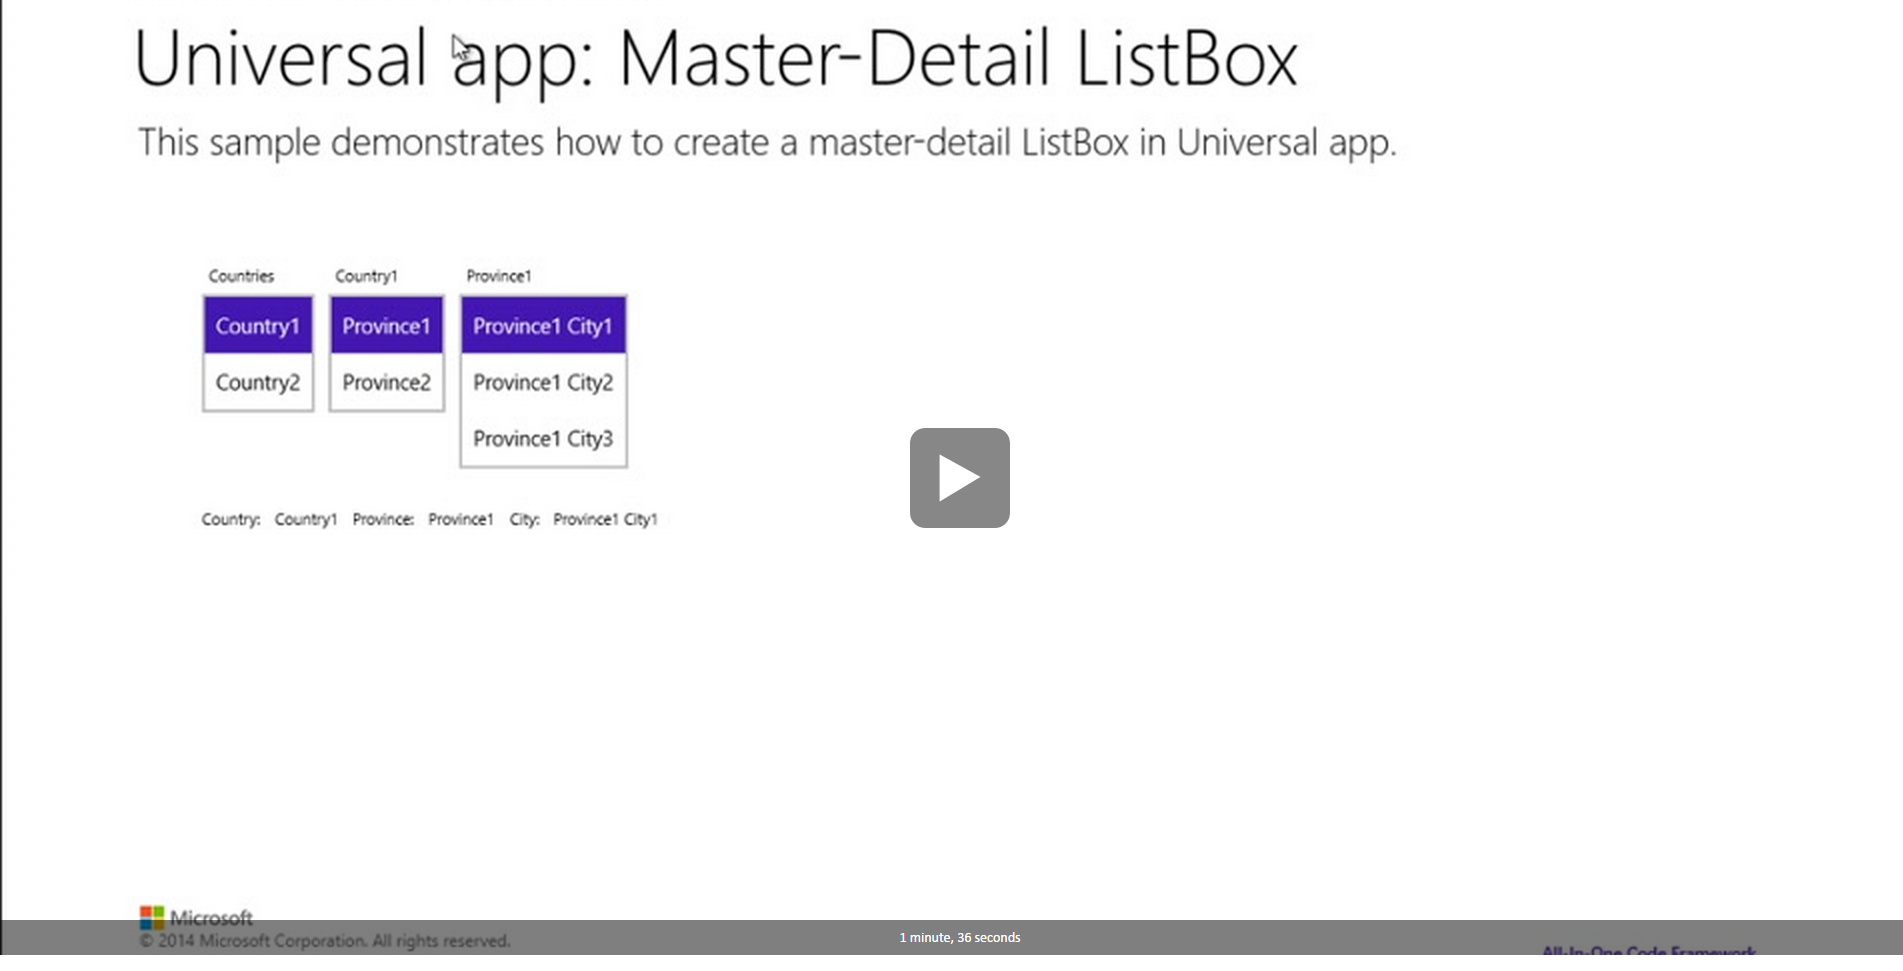 Universal app: Master-Detail ListBox
This sample demonstrates how to create a master-detail ListBox in Universal app.
Countries Country1 Province1
Country1 Province1 Province1 City1
Country2 Province2 Province1 City2
Province1 City3
Country: Country1 Province: Province1 City: Province1 City1
Microsoft
© 2014 Microsoft Corporation. All rights reserved.
1 minute, 36 seconds
All-In-One Code Framework